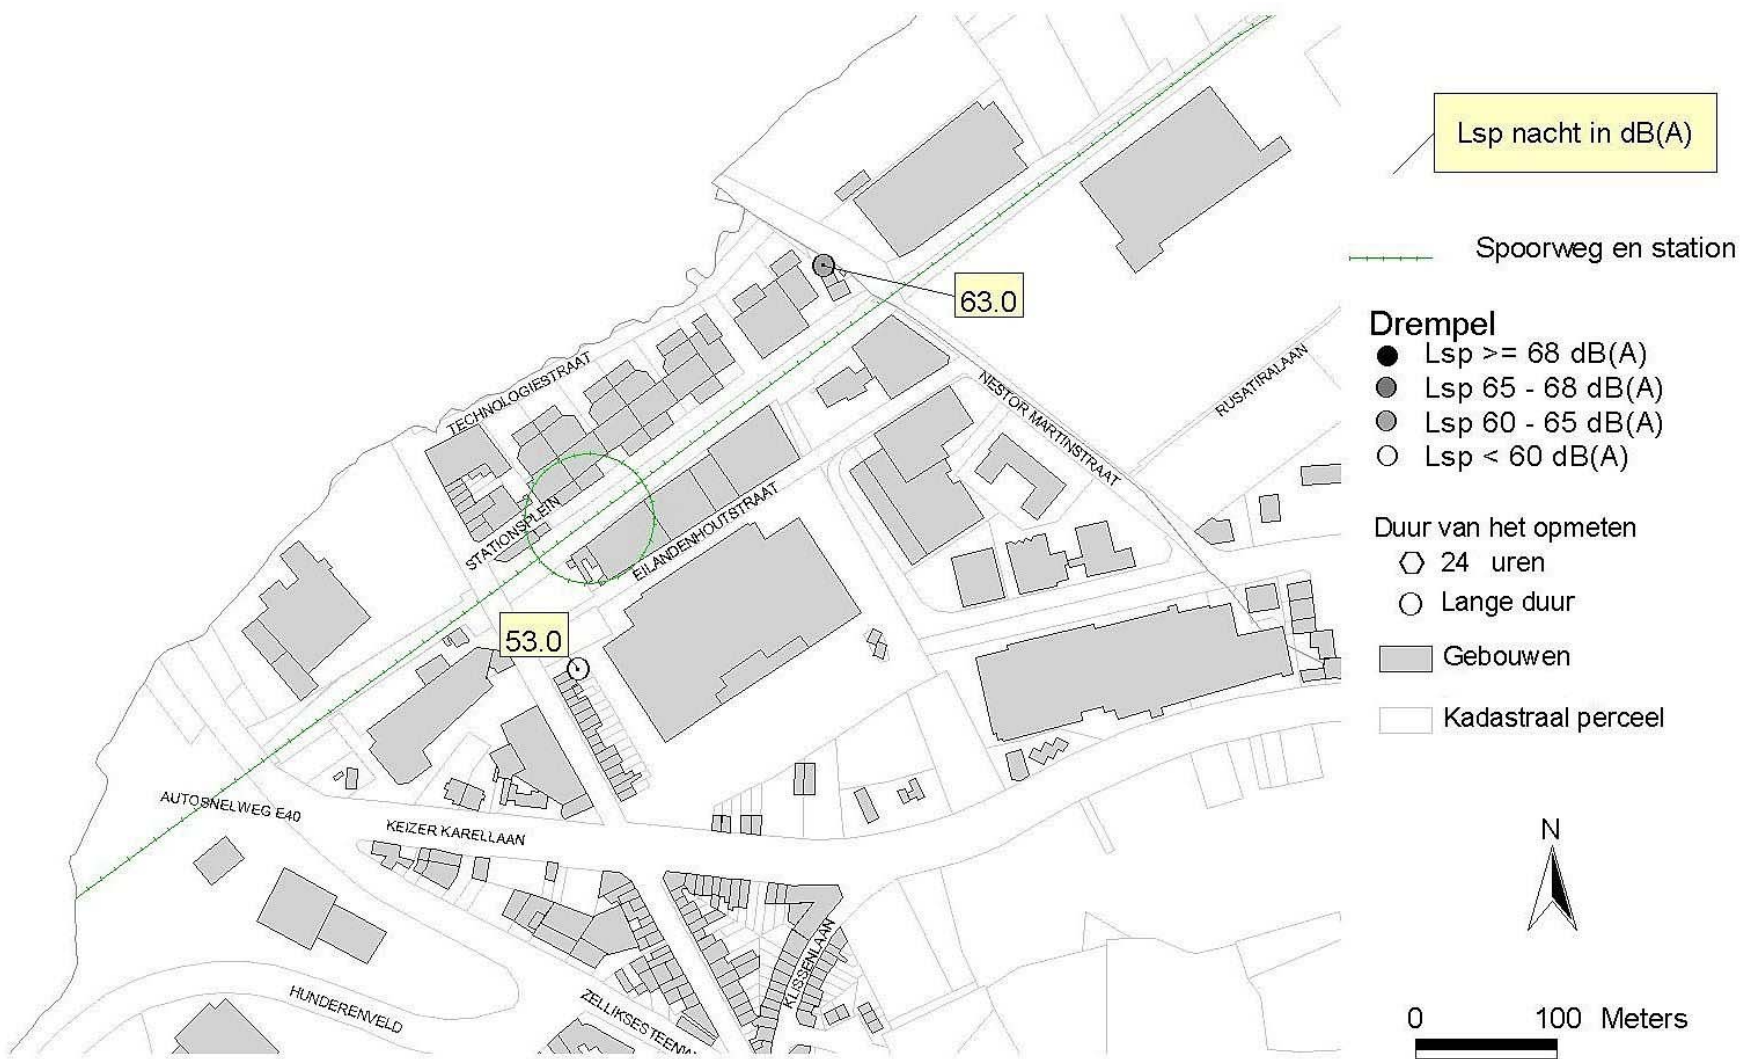 Lsp nacht in dB(A)
Spoorweg en station
63.0
Drempel
Lsp >= 68 dB(A)
Lsp 65 - 68 dB(A)
Lsp 60 - 65 dB(A)
Lsp < 60 dB(A)
TECHNOLOGIESTRAAT
NESTOR MARTINSTRAAT
RUSATIRALAAN
STATIONSPLEIN
EILANDENHOUTSTRAAT
Duur van het opmeten
24 uren
Lange duur
53.0
Gebouwen
Kadastraal perceel
AUTOSNELWEG E40
KEIZER KARELLAAN
N
KLISSENLAAN
HUNDERENVELD
ZELLIKSESTEENW
0 100 Meters